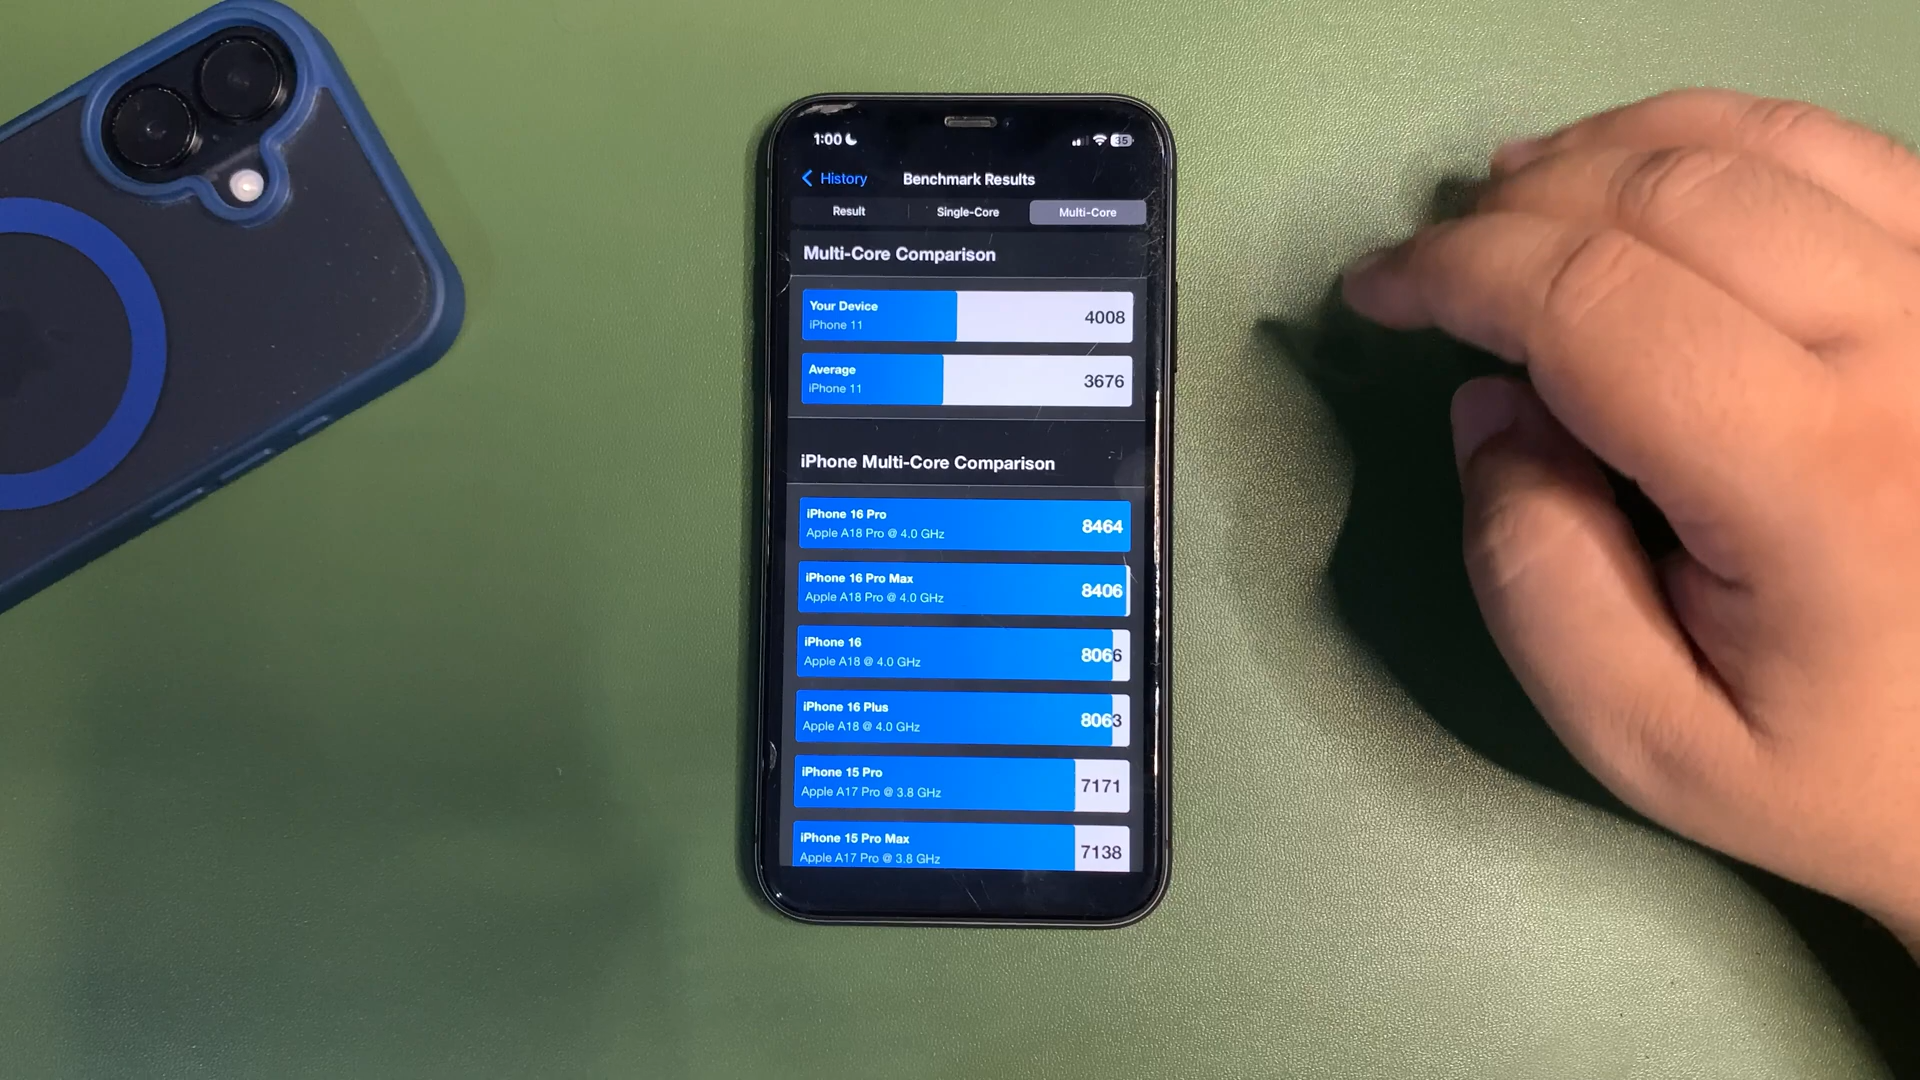 1:00
35
History
Benchmark Results
Result
Single-Core
Multi-Core
Multi-Core Comparison
Your Device
iPhone 11
4008
Average
iPhone 11
3676
iPhone Multi-Core Comparison
iPhone 16 Pro
Apple A18 Pro @ 4.0 GHz
8464
iPhone 16 Pro Max
Apple A18 Pro @ 4.0 GHz
8406
iPhone 16
Apple A18 @ 4.0 GHz
8066
iPhone 16 Plus
Apple A18 @ 4.0 GHz
8063
iPhone 15 Pro
Apple A17 Pro @ 3.8 GHz
7171
iPhone 15 Pro Max
Apple A17 Pro @ 3.8 GHz
7138